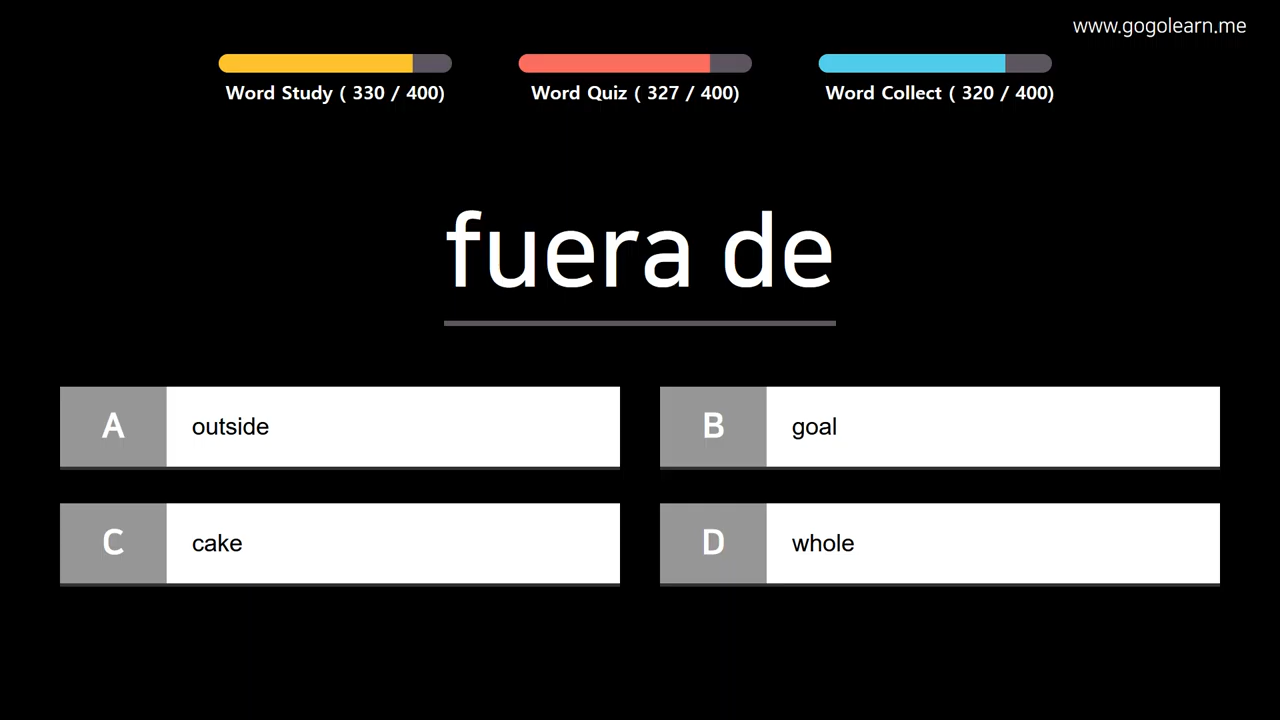 www.gogolearn.me
Word Study ( 330 / 400)
Word Quiz ( 327 / 400)
Word Collect ( 320 / 400)
fuera de
A outside
B goal
C cake
D whole